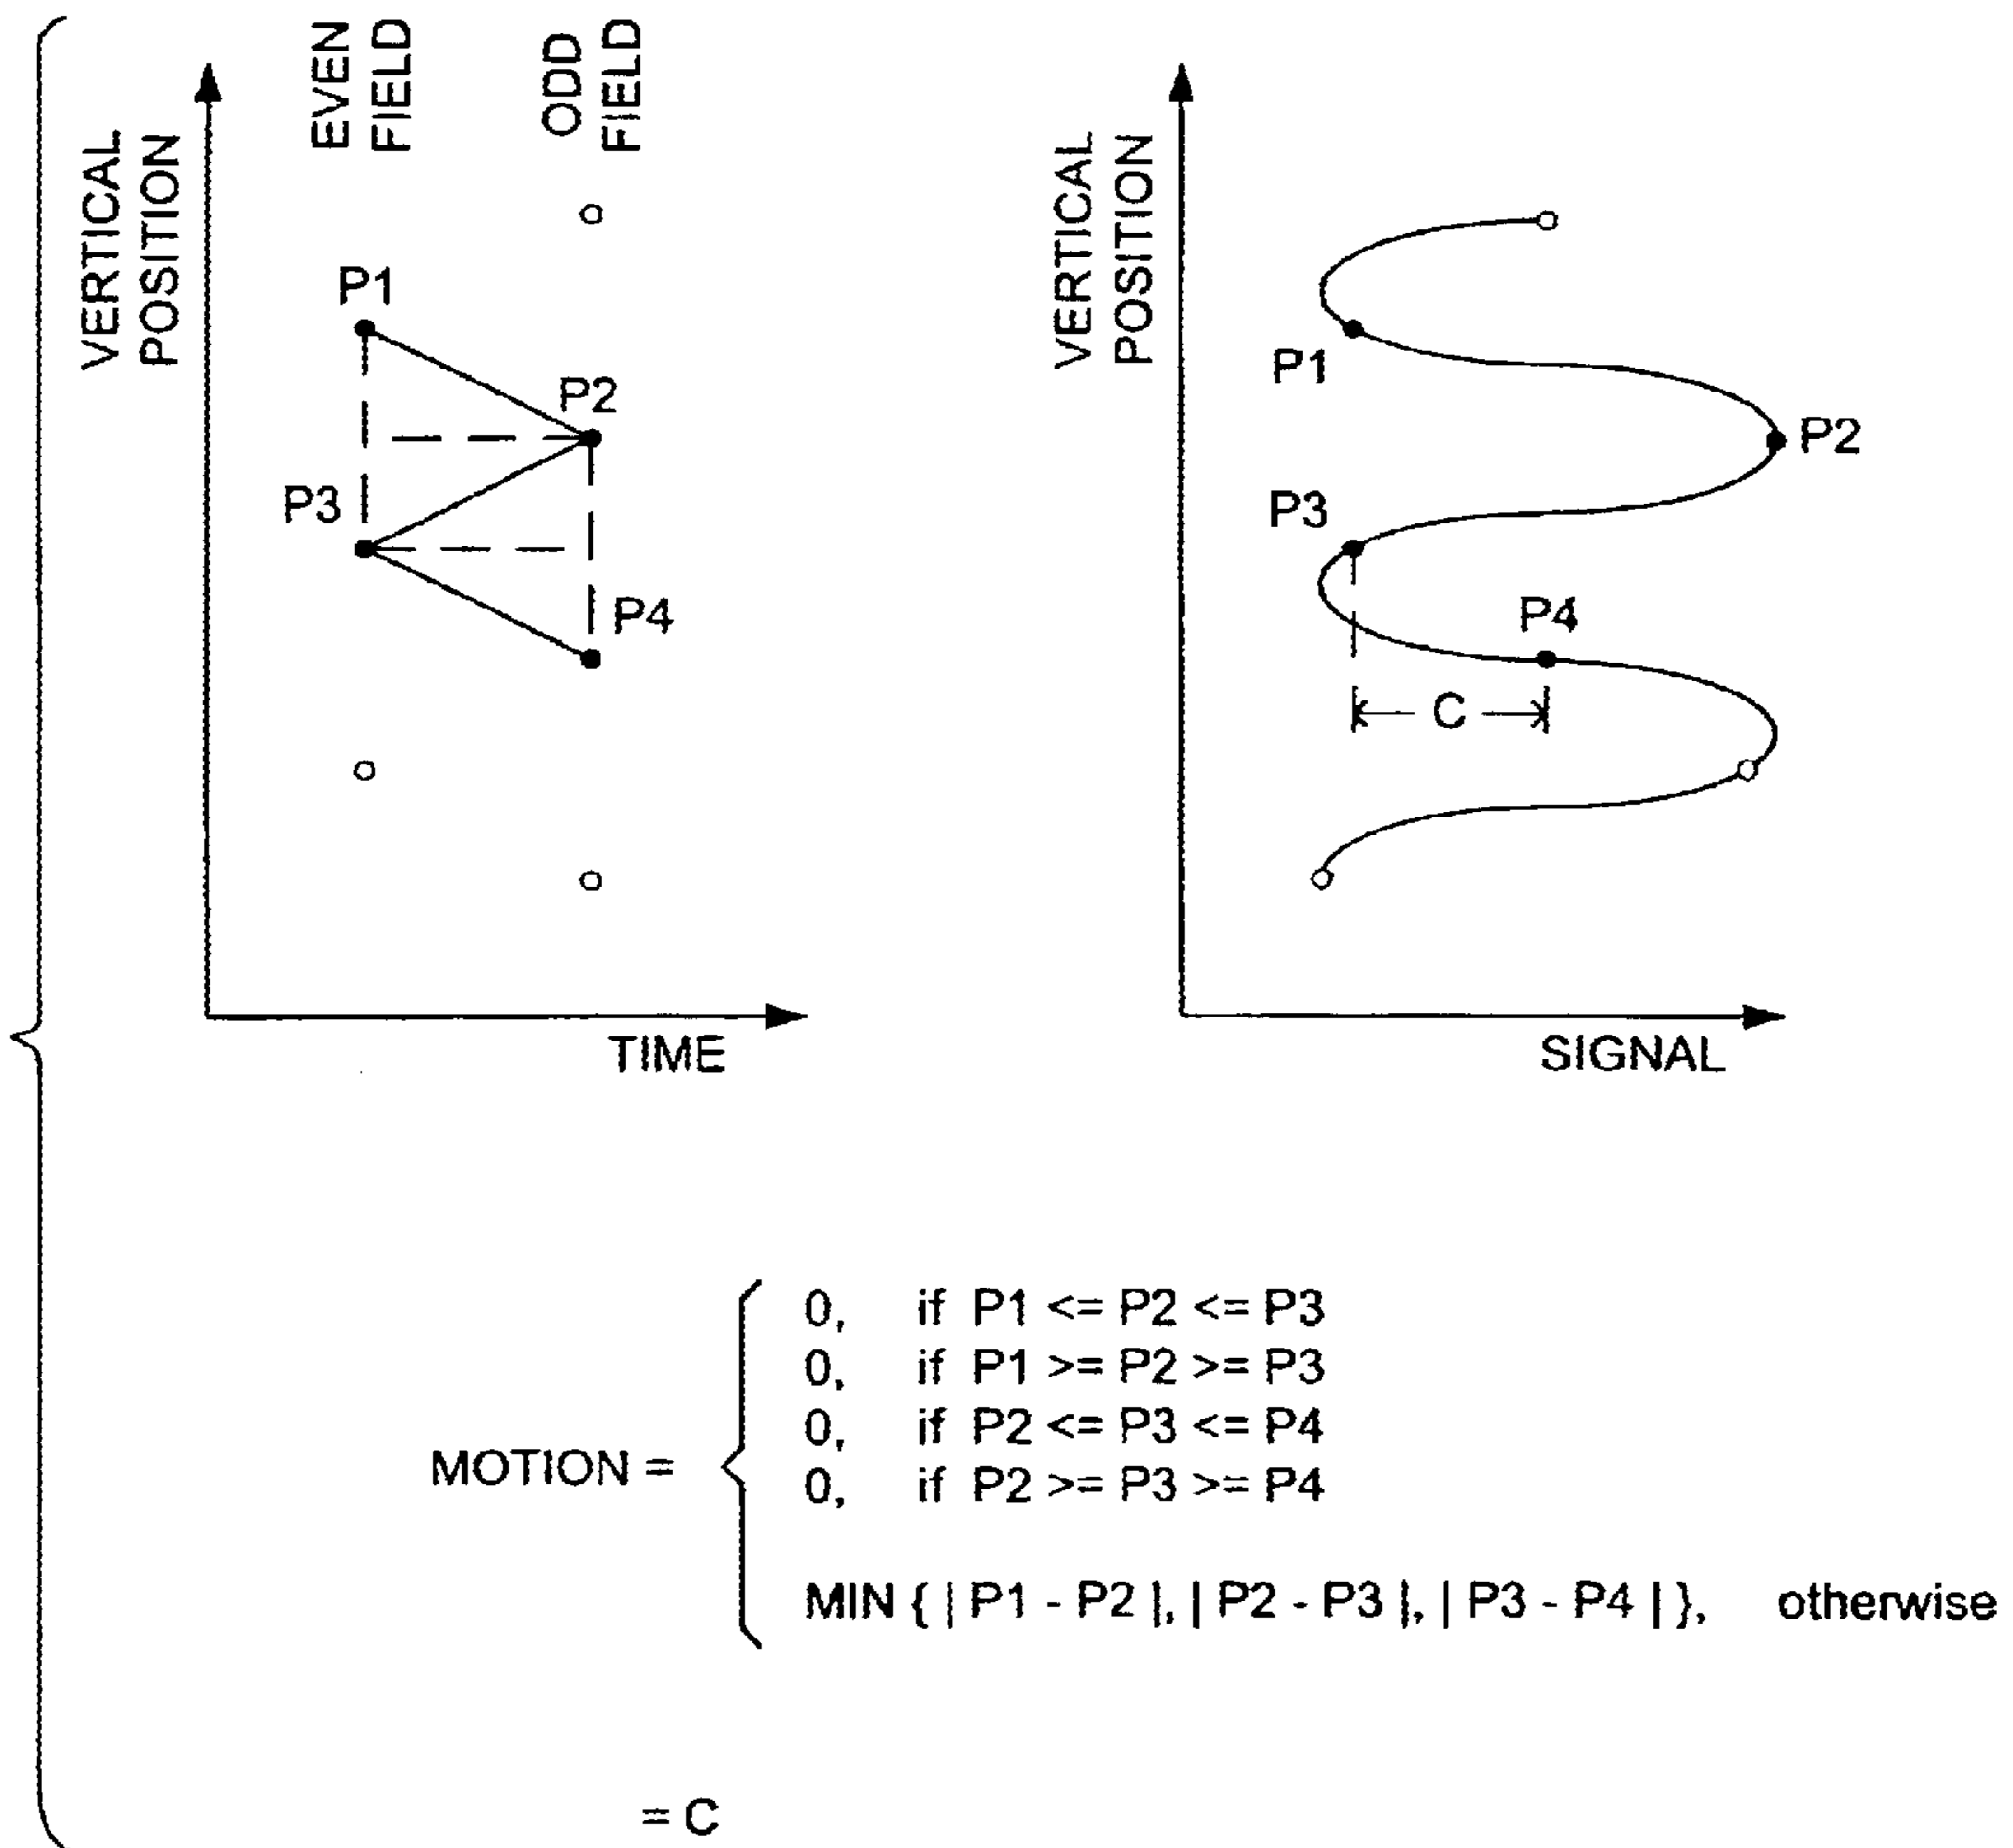 EVEN
FIELD
ODD
FIELD
VERTICAL
POSITION
P1
P2
P3
P4
TIME
VERTICAL
POSITION
P1
P2
P3
P4
C
SIGNAL
MOTION =
0, if P1 <= P2 <= P3
0, if P1 >= P2 >= P3
0, if P2 <= P3 <= P4
0, if P2 >= P3 >= P4
MIN { | P1 - P2 |, | P2 - P3 |, | P3 - P4 | }, otherwise
= C